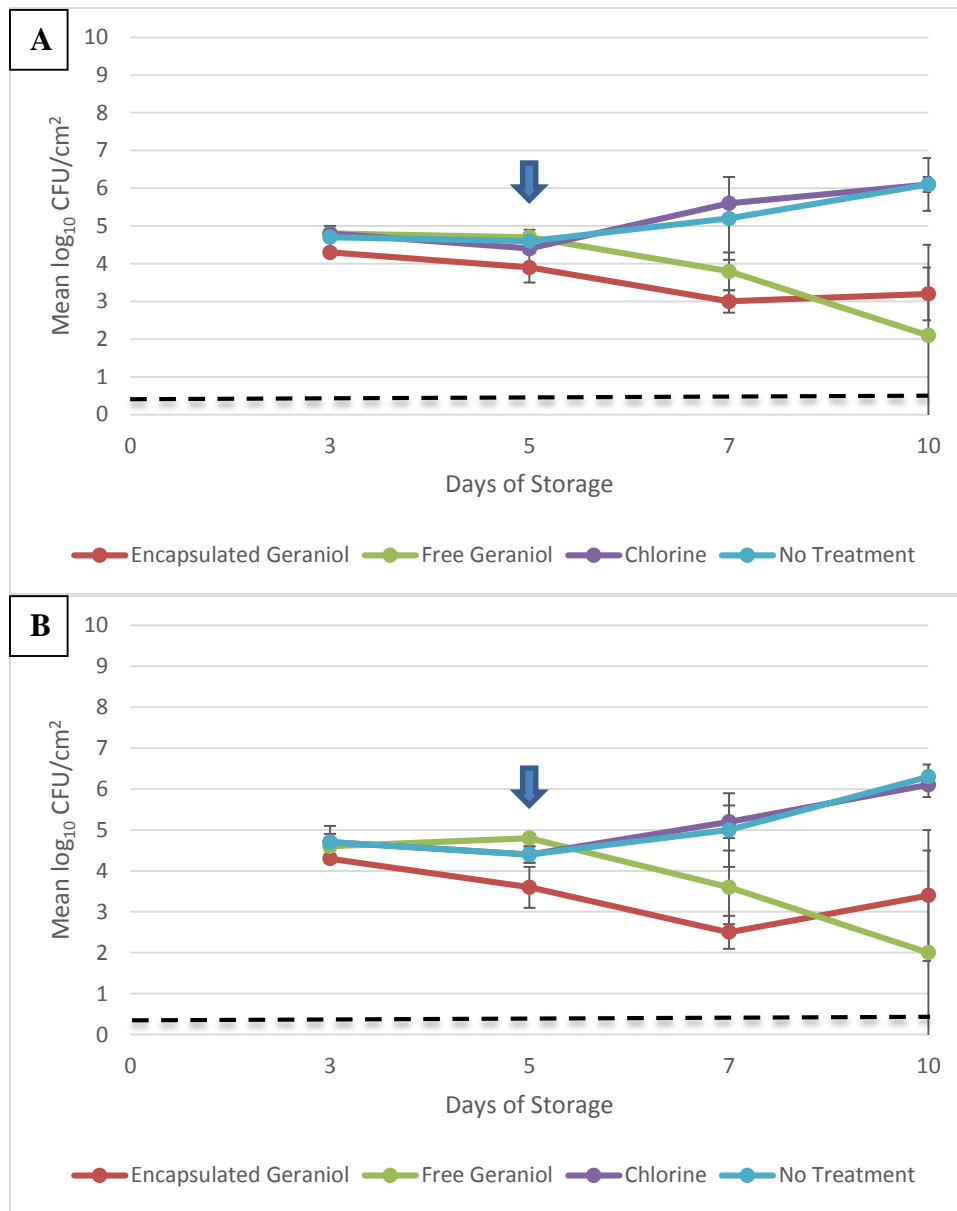 A
10
9
8
7
6
5
4
3
2
1
0
Mean log₁₀ CFU/cm²
0 3 5 7 10
Days of Storage
Encapsulated Geraniol Free Geraniol Chlorine No Treatment
B
10
9
8
7
6
5
4
3
2
1
0
Mean log₁₀ CFU/cm²
0 3 5 7 10
Days of Storage
Encapsulated Geraniol Free Geraniol Chlorine No Treatment